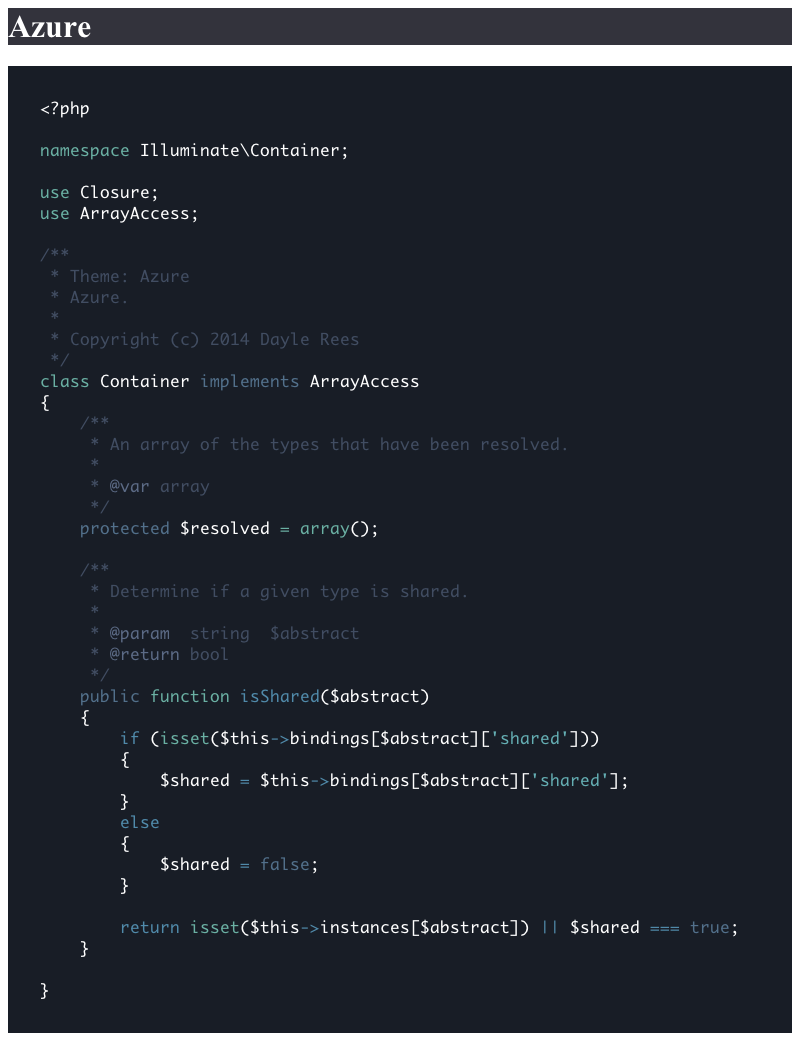 Azure
<?php
namespace Illuminate\Container;
use Closure;
use ArrayAccess;
/**
 * Theme: Azure
 * Azure.
 *
 * Copyright (c) 2014 Dayle Rees
 */
class Container implements ArrayAccess
{
    /**
     * An array of the types that have been resolved.
     *
     * @var array
     */
    protected $resolved = array();
    /**
     * Determine if a given type is shared.
     *
     * @param  string  $abstract
     * @return bool
     */
    public function isShared($abstract)
    {
        if (isset($this->bindings[$abstract]['shared']))
        {
            $shared = $this->bindings[$abstract]['shared'];
        }
        else
        {
            $shared = false;
        }
        return isset($this->instances[$abstract]) || $shared === true;
    }
}